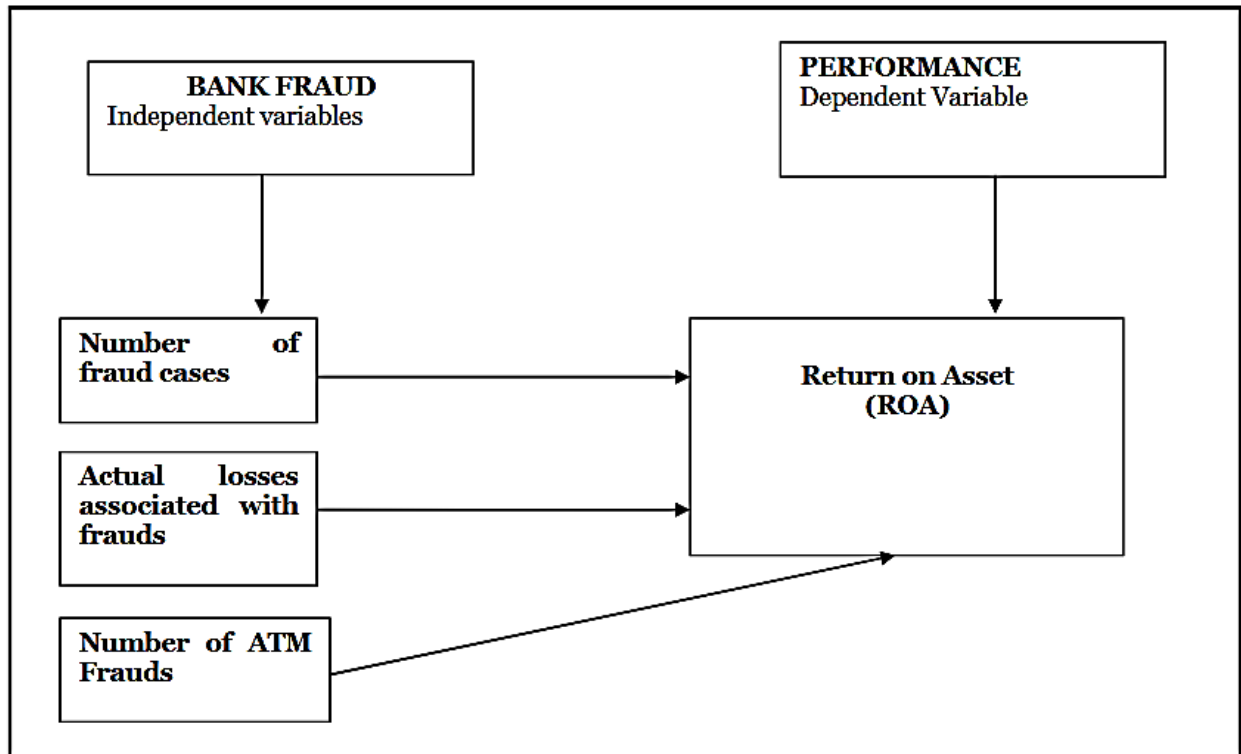 BANK FRAUD
Independent variables
PERFORMANCE
Dependent Variable
Number of
fraud cases
Return on Asset
(ROA)
Actual losses
associated with
frauds
Number of ATM
Frauds